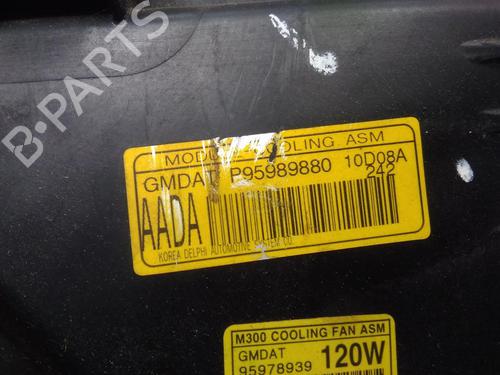 MODULE COOLING ASM
GMDAT P95989880 10D08A
242
AADA
KOREA DELPHI AUTOMOTIVE SYSTEM CO.
M300 COOLING FAN ASM
GMDAT
95978939
120W
B-PARTS